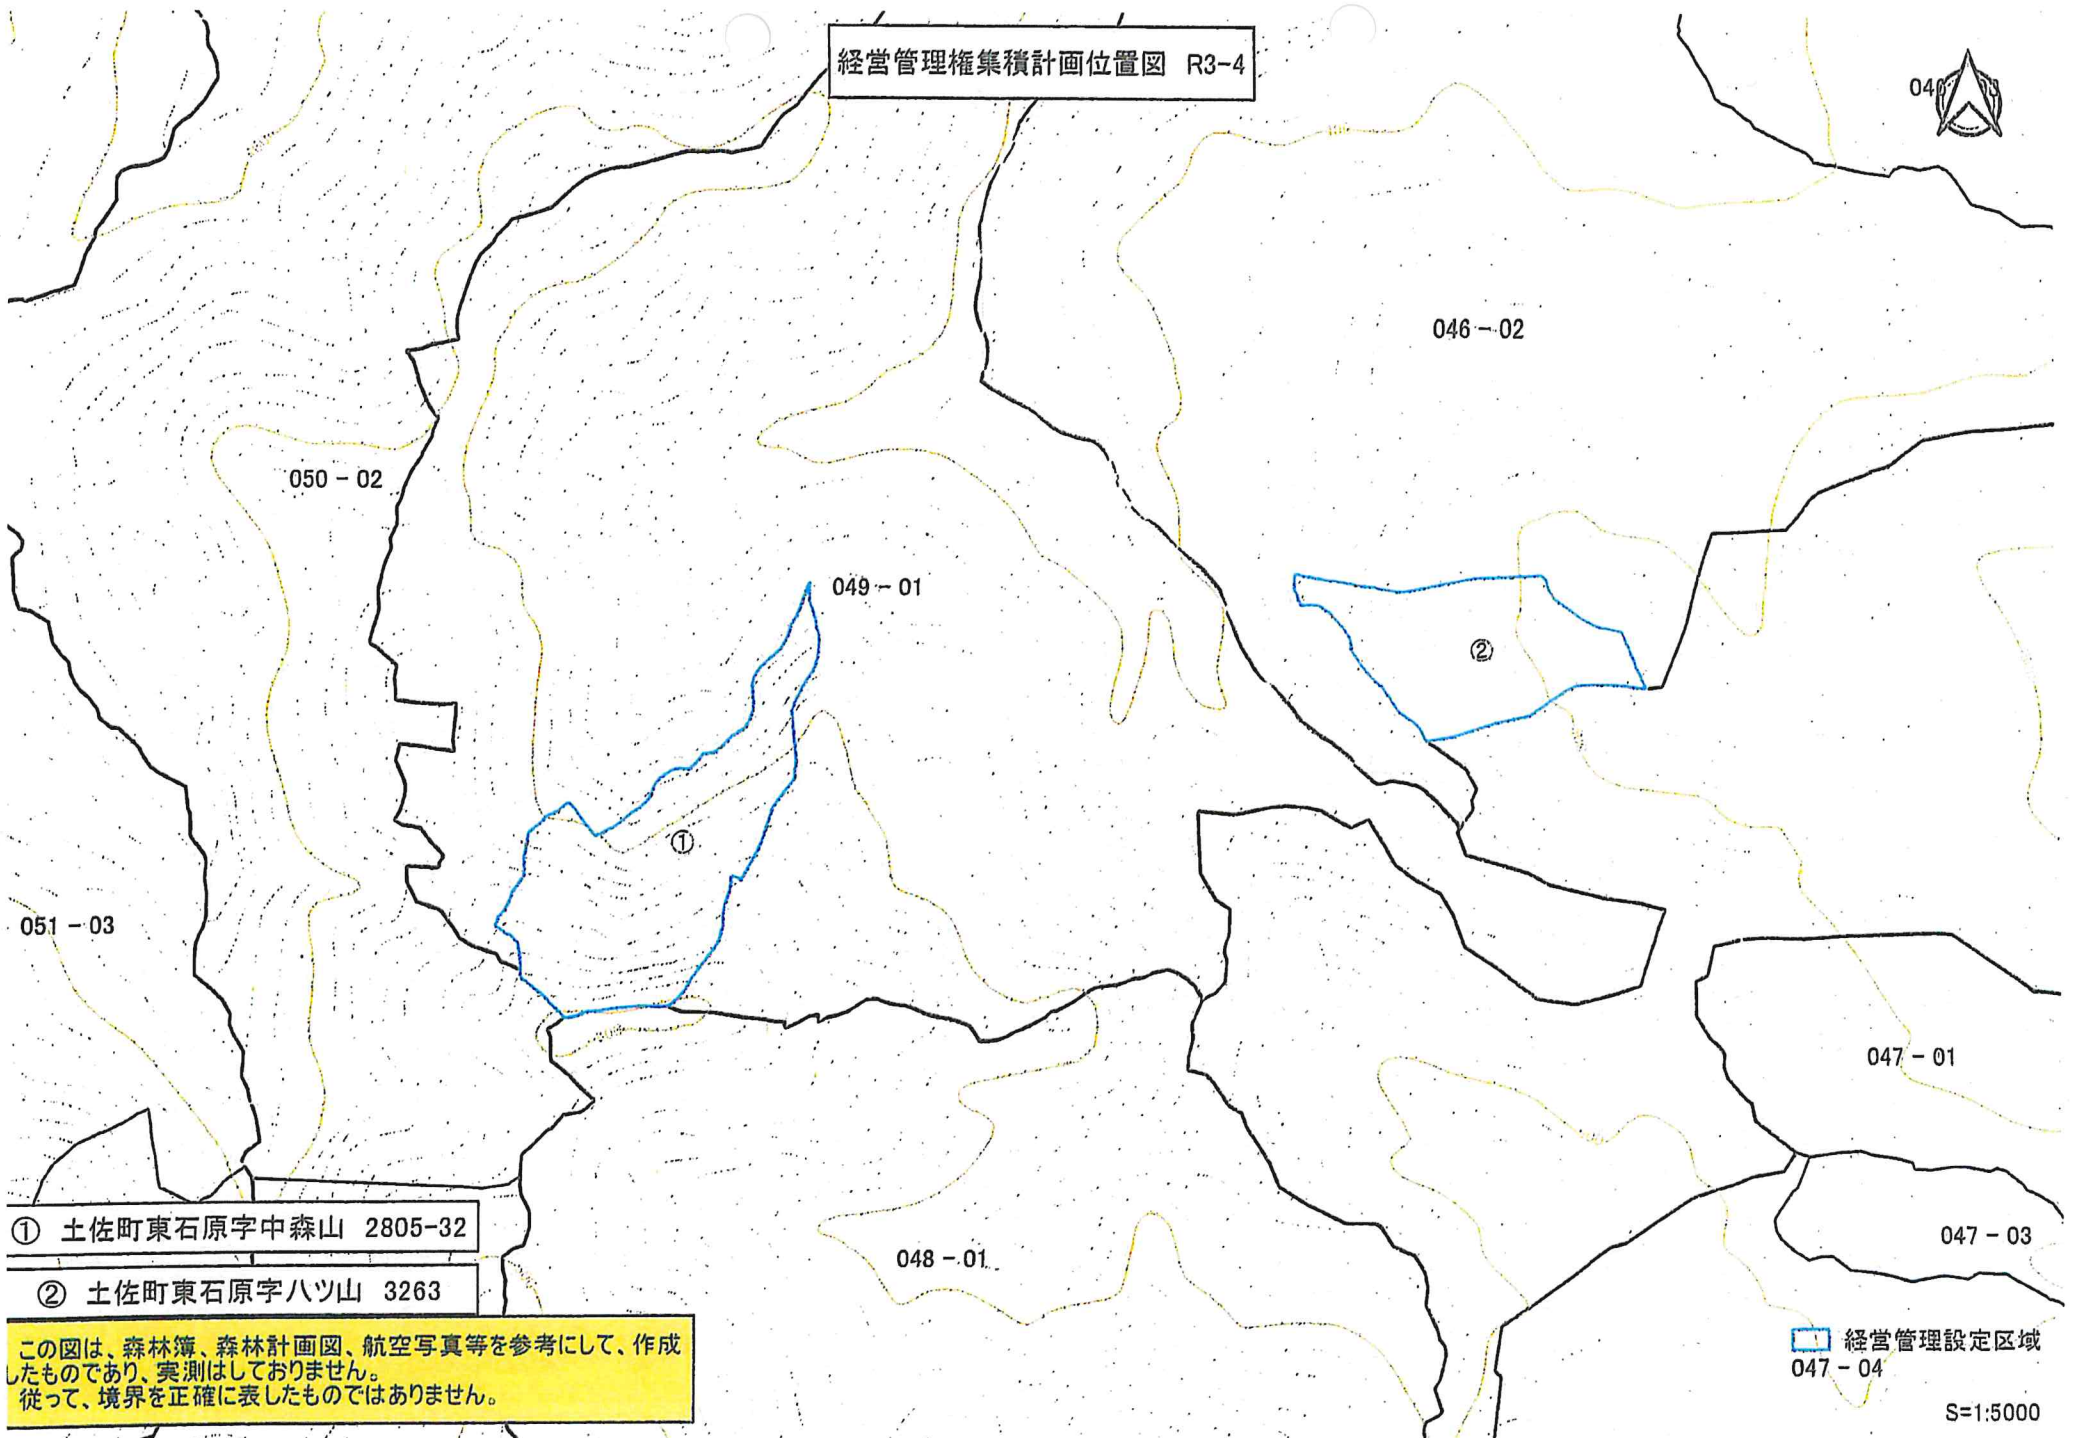 経営管理権集積計画位置図 R3-4
046-02
050-02
049-01
②
①
051-03
047-01
① 土佐町東石原字中森山 2805-32
048-01
047-03
② 土佐町東石原字八ツ山 3263
この図は、森林簿、森林計画図、航空写真等を参考にして、作成
したものであり、実測はしておりません。
従って、境界を正確に表したものではありません。
経営管理設定区域
047-04
S=1:5000